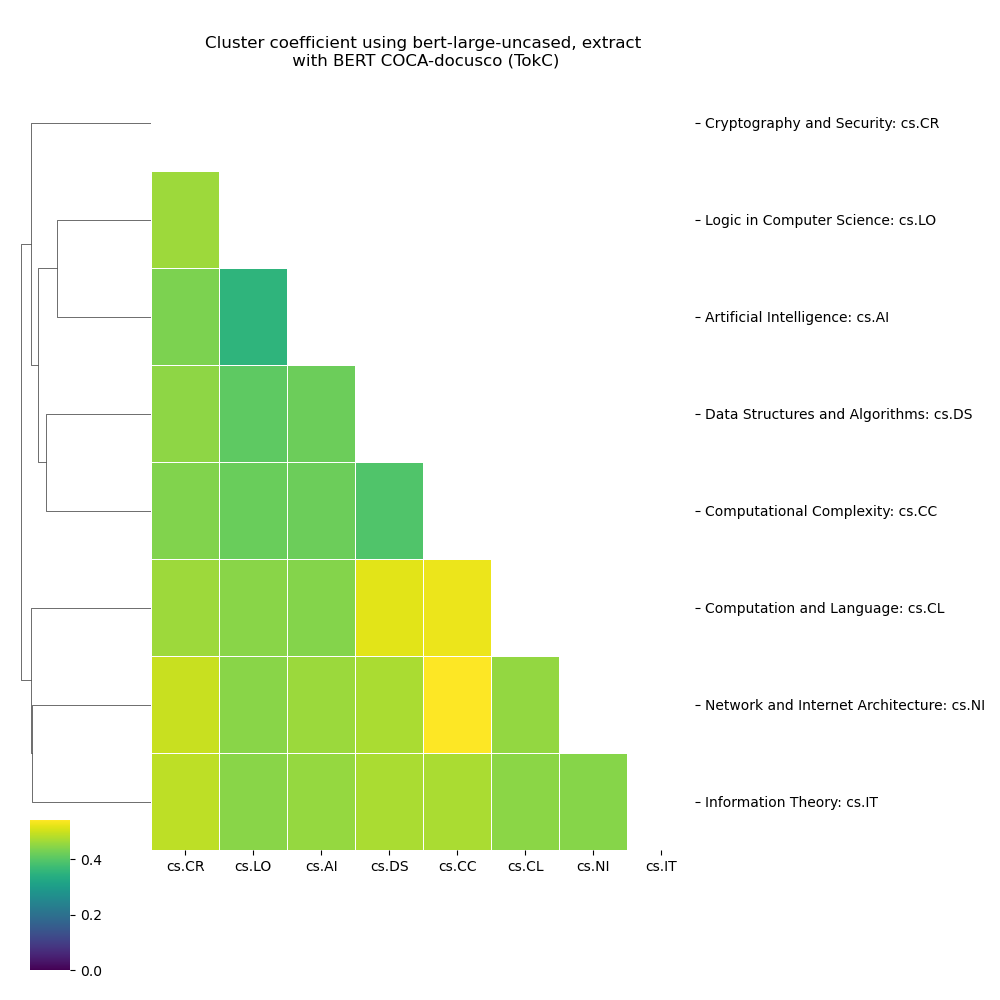 Cluster coefficient using bert-large-uncased, extract
with BERT COCA-docusco (TokC)
Cryptography and Security: cs.CR
Logic in Computer Science: cs.LO
Artificial Intelligence: cs.AI
Data Structures and Algorithms: cs.DS
Computational Complexity: cs.CC
Computation and Language: cs.CL
Network and Internet Architecture: cs.NI
Information Theory: cs.IT
cs.CR cs.LO cs.AI cs.DS cs.CC cs.CL cs.NI cs.IT
0.4
0.2
0.0